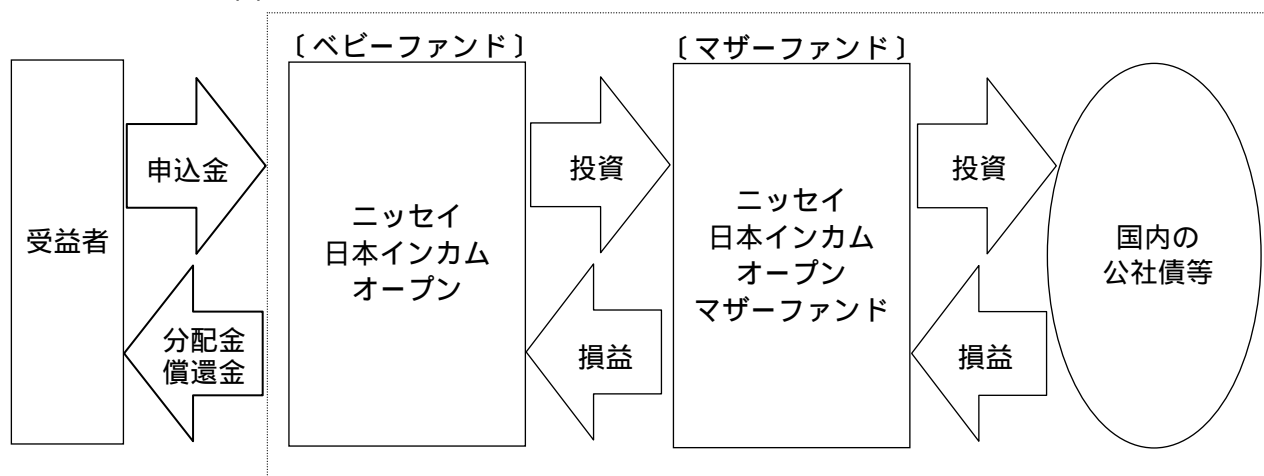 〔ベビーファンド〕
〔マザーファンド〕
受益者
申込金
分配金
償還金
ニッセイ
日本インカム
オープン
投資
損益
ニッセイ
日本インカム
オープン
マザーファンド
投資
損益
国内の
公社債等